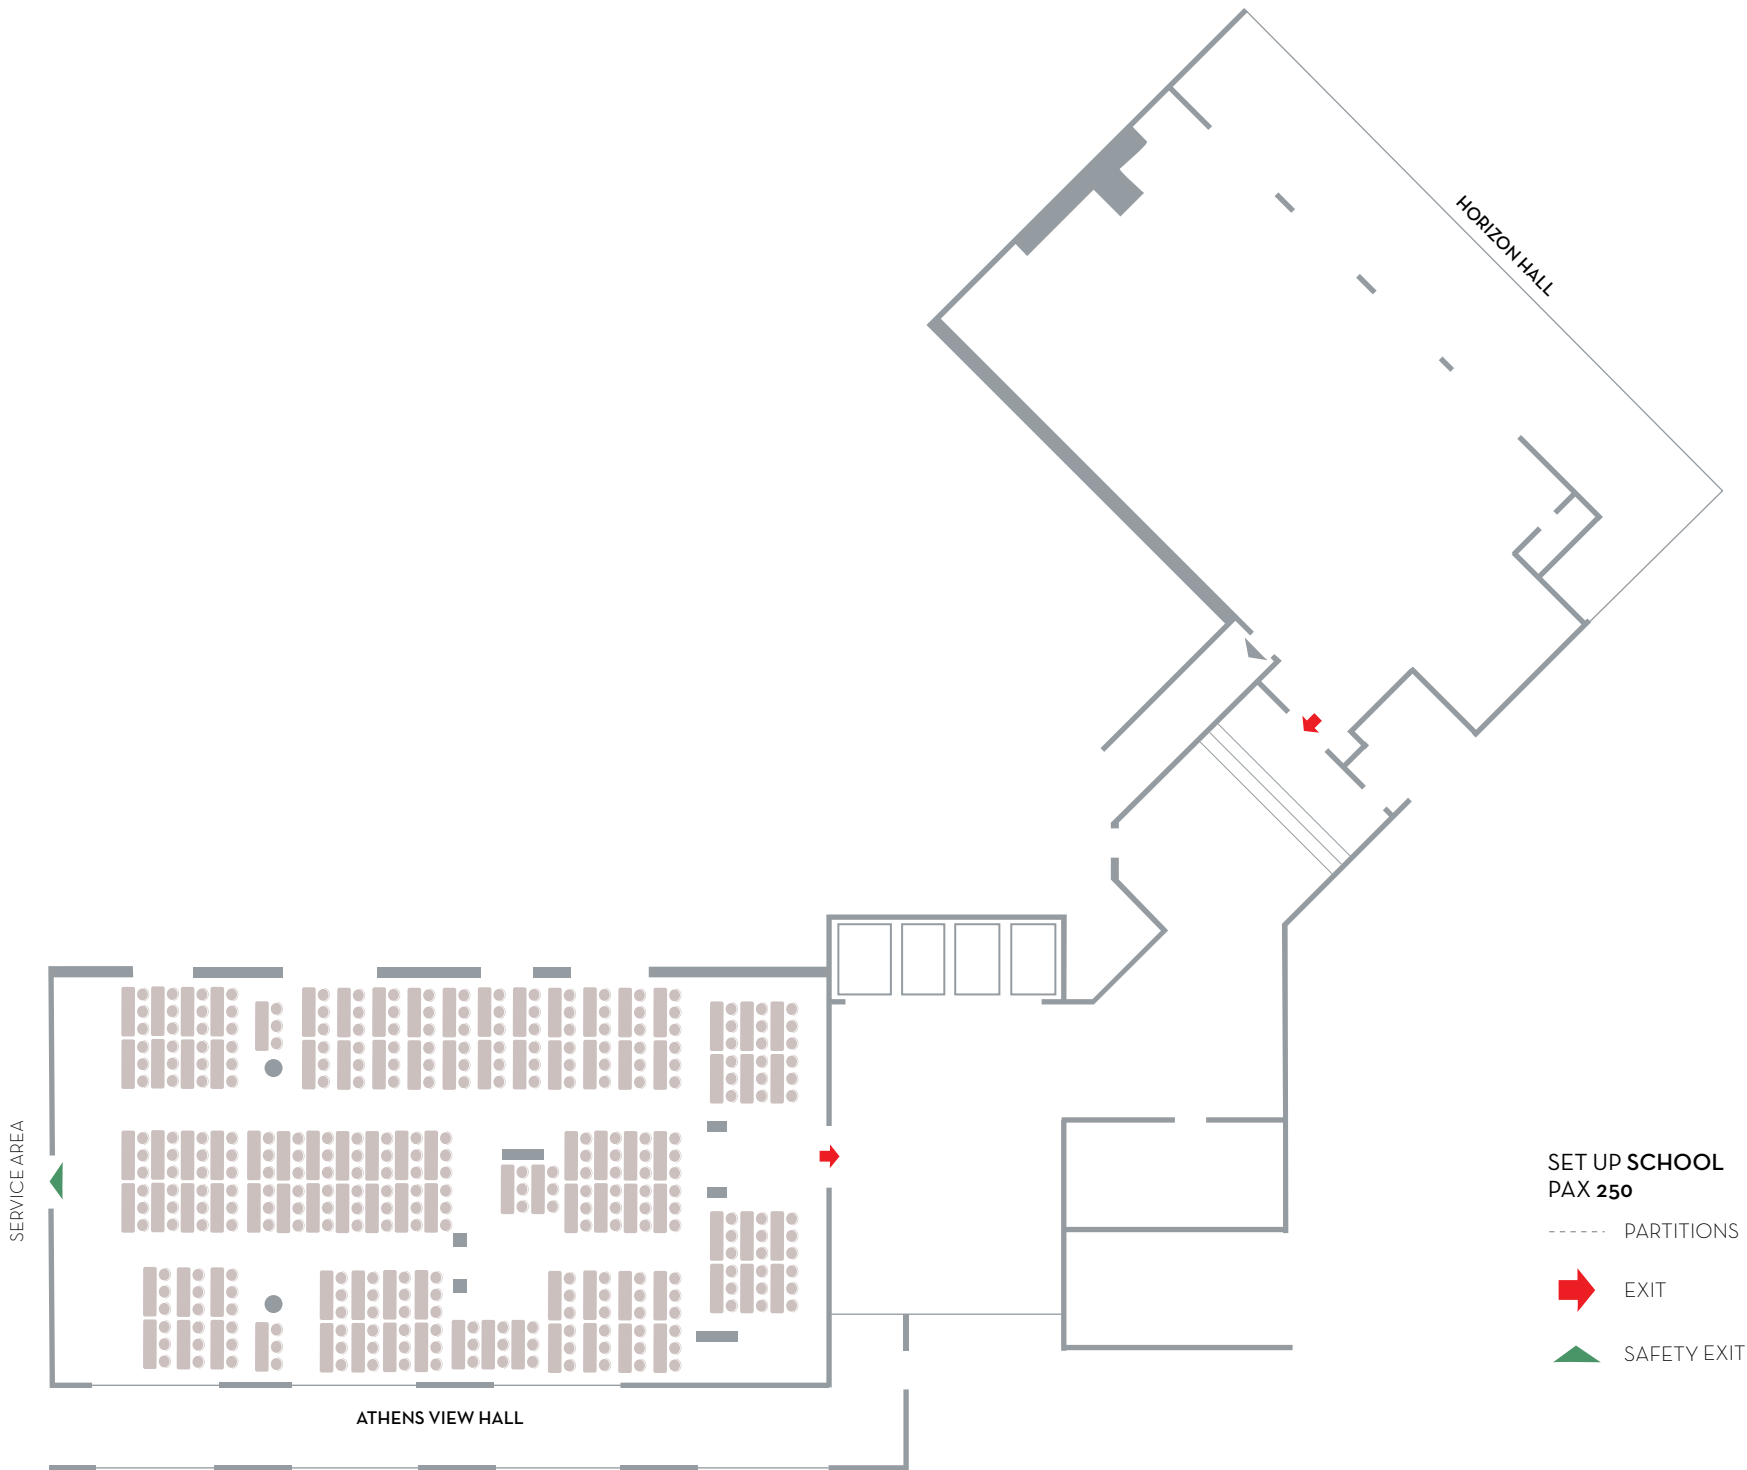 HORIZON HALL
SERVICE AREA
ATHENS VIEW HALL
SET UP SCHOOL
PAX 250
PARTITIONS
EXIT
SAFETY EXIT